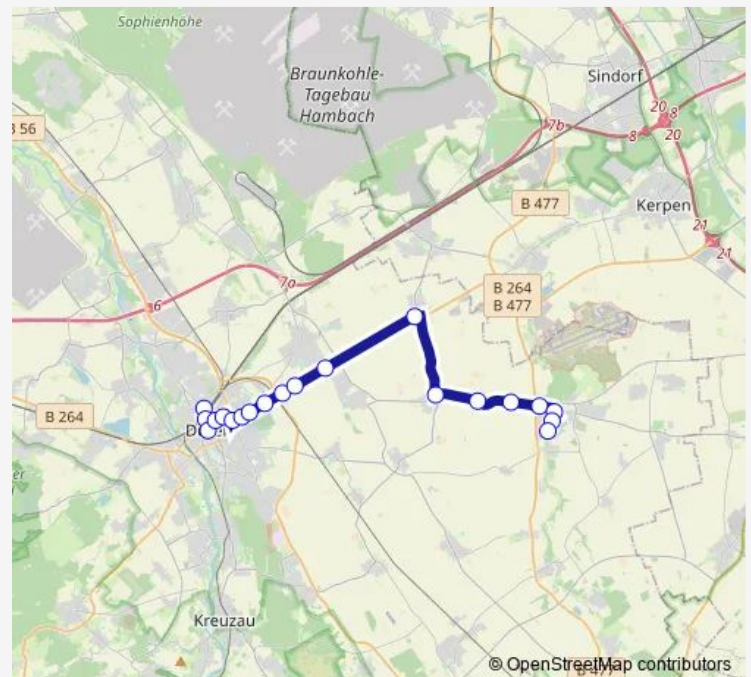 Sophienhöhe
Braunkohle-
Tagebau
Hambach
Sindorf
20
8
20
8
7b
B 56
B 477
Kerpen
21
21
7a
6
B 264
B 477
B 264
Kreuzau
© OpenStreetMap contributors
B 477